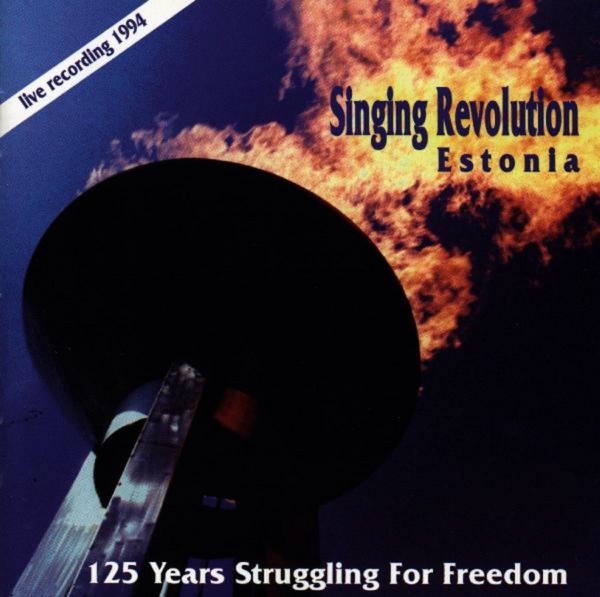 live recording 1994
Singing Revolution
Estonia
125 Years Struggling For Freedom